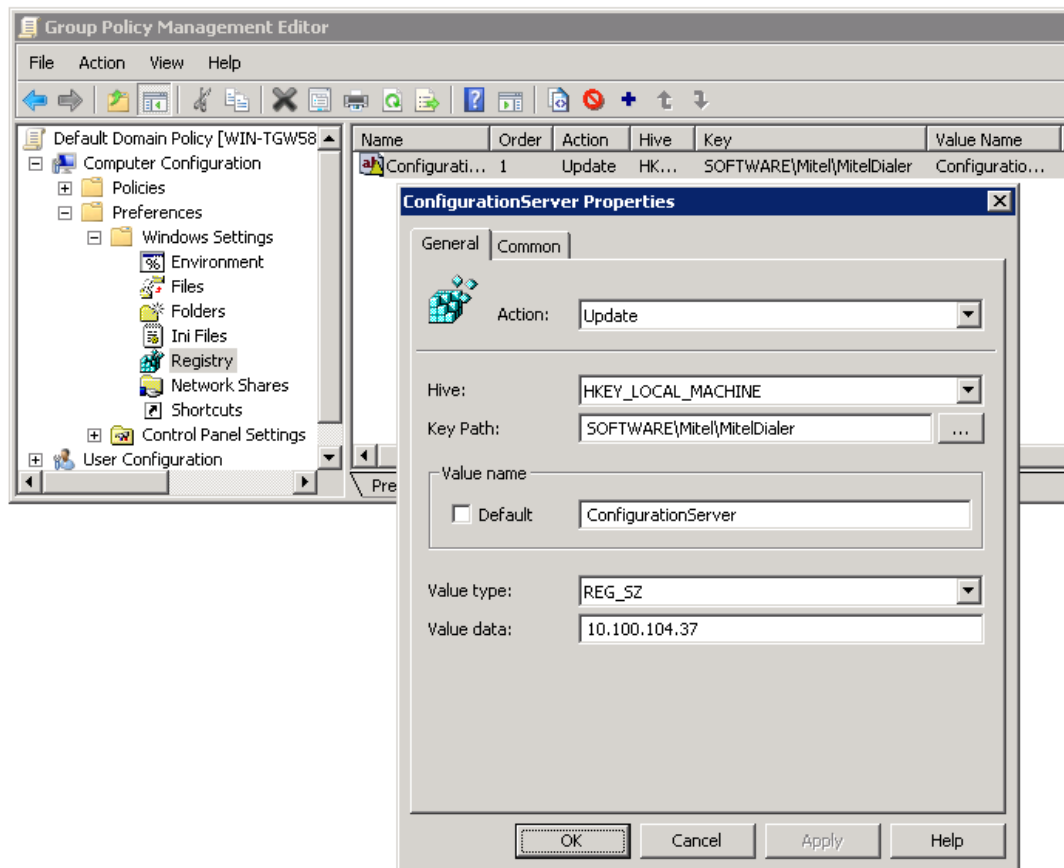 Group Policy Management Editor
File Action View Help
Default Domain Policy [WIN-TGW58
Computer Configuration
Policies
Preferences
Windows Settings
Environment
Files
Folders
Ini Files
Registry
Network Shares
Shortcuts
Control Panel Settings
User Configuration
Name Order Action Hive Key Value Name
Configurati... 1 Update HK... SOFTWARE\Mitel\MitelDialer Configuratio...
Pre
ConfigurationServer Properties
General Common
Action: Update
Hive: HKEY_LOCAL_MACHINE
Key Path: SOFTWARE\Mitel\MitelDialer ...
Value name
Default ConfigurationServer
Value type: REG_SZ
Value data: 10.100.104.37
OK Cancel Apply Help